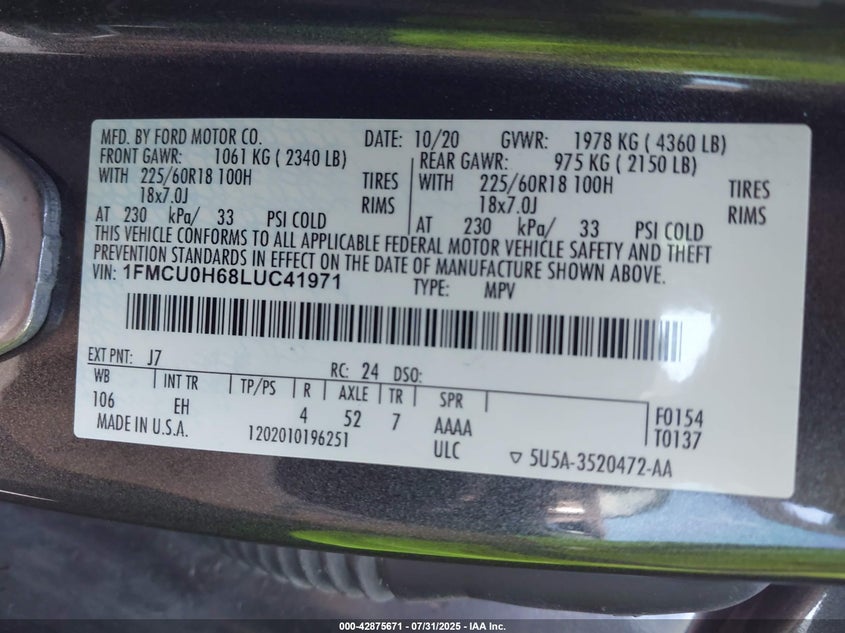 MFD. BY FORD MOTOR CO. DATE: 10/20 GVWR: 1978 KG ( 4360 LB)
FRONT GAWR: 1061 KG ( 2340 LB) REAR GAWR: 975 KG ( 2150 LB)
WITH 225/60R18 100H TIRES WITH 225/60R18 100H TIRES
18x7.0J RIMS 18x7.0J RIMS
AT 230 kPa/ 33 PSI COLD AT 230 kPa/ 33 PSI COLD
THIS VEHICLE CONFORMS TO ALL APPLICABLE FEDERAL MOTOR VEHICLE SAFETY AND THEFT
PREVENTION STANDARDS IN EFFECT ON THE DATE OF MANUFACTURE SHOWN ABOVE.
VIN: 1FMCU0H68LUC41971 TYPE: MPV
EXT PNT: J7 RC: 24 DSO:
WB INT TR TP/PS R AXLE TR SPR
106 EH 4 52 7 AAAA F0154
MADE IN U.S.A. 1202010196251 ULC T0137
▽ 5U5A-3520472-AA
000-42875671 - 07/31/2025 - IAA Inc.